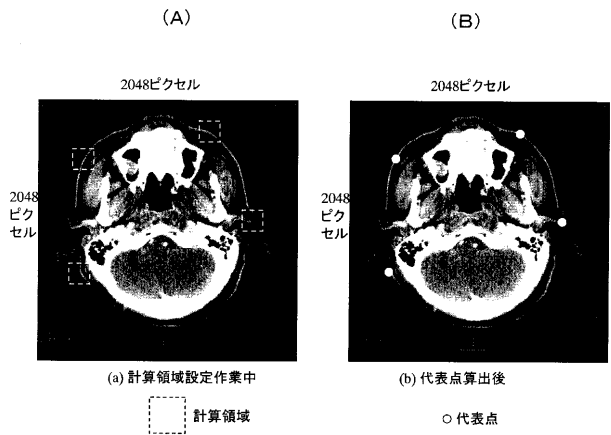 (A)
(B)
2048ピクセル
2048ピクセル
2048
ピク
セル
2048
ピク
セル
(a) 計算領域設定作業中
(b) 代表点算出後
計算領域
代表点